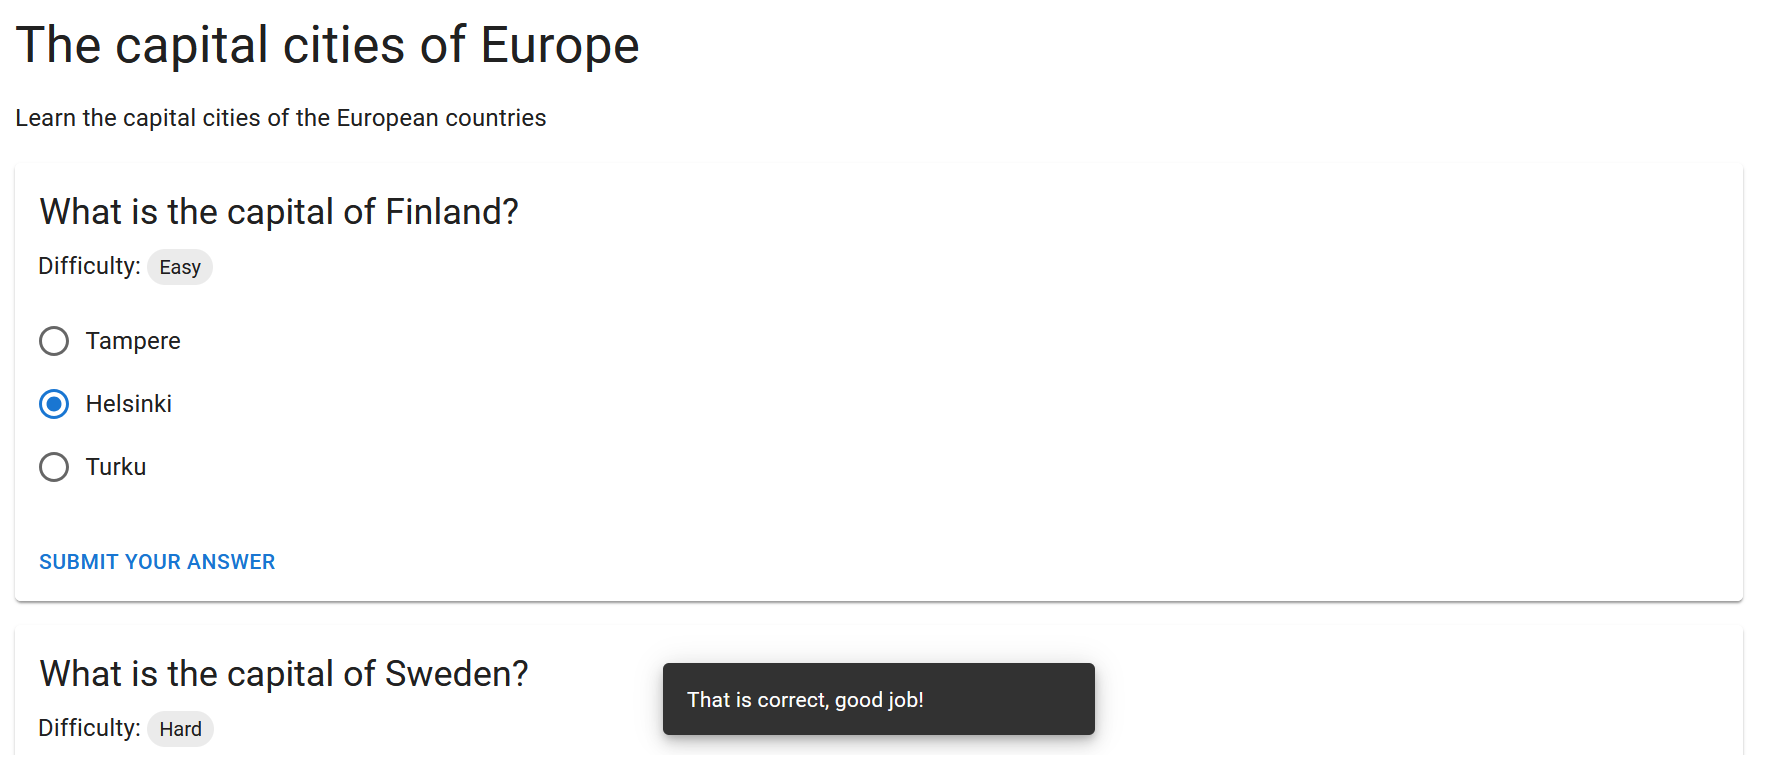 The capital cities of Europe
Learn the capital cities of the European countries
What is the capital of Finland?
Difficulty: Easy
Tampere
Helsinki
Turku
SUBMIT YOUR ANSWER
What is the capital of Sweden?
That is correct, good job!
Difficulty: Hard